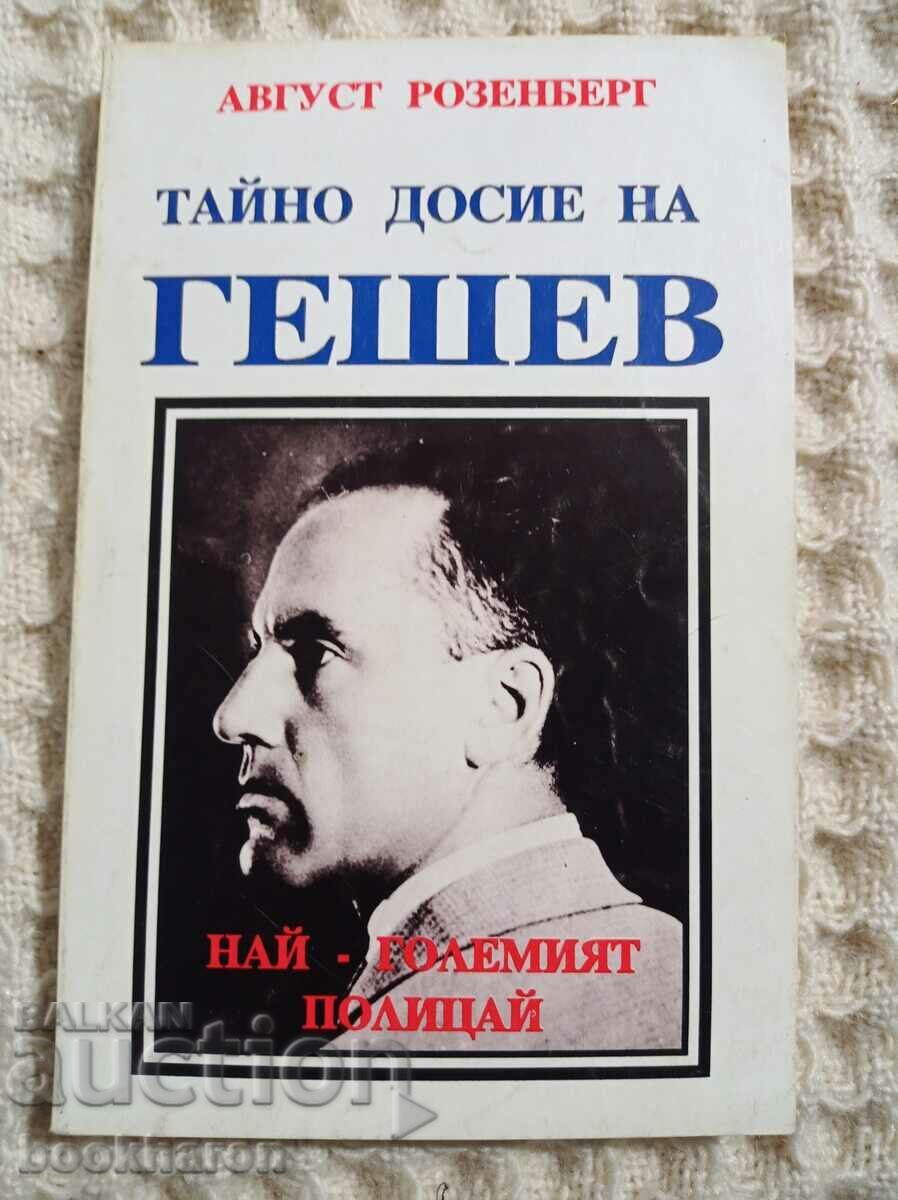 АВГУСТ РОЗЕНБЕРГ
ТАЙНО ДОСИЕ НА
ГЕШЕВ
НАЙ - ГОЛЕМИЯТ
ПОЛИЦАЙ
BALKAN
auction
bookharon